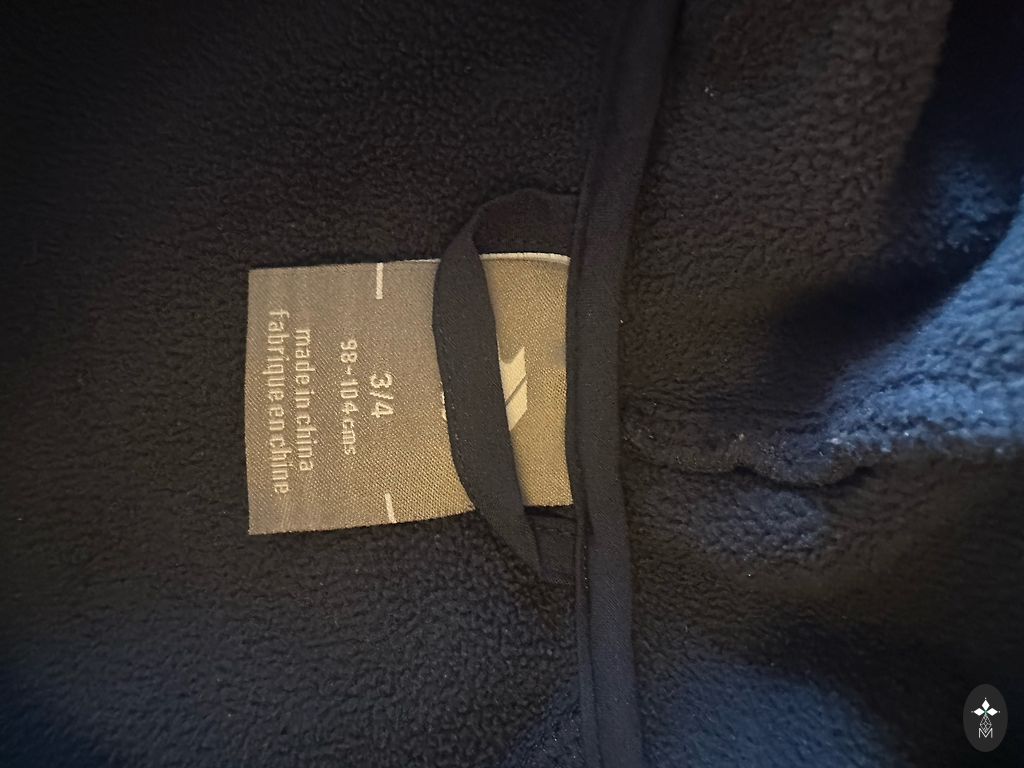 3/4
98-104cms
made in china
fabriqué en chine
M